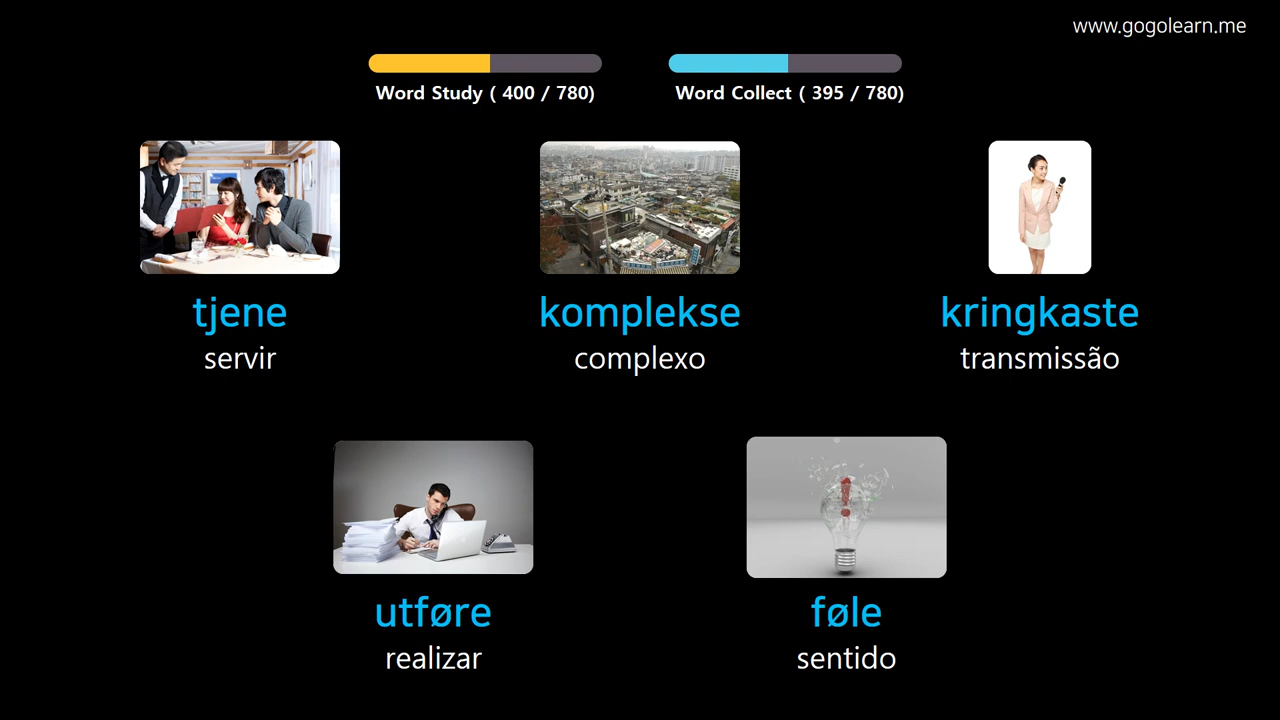 www.gogolearn.me
Word Study ( 400 / 780)
Word Collect ( 395 / 780)
tjene
servir
komplekse
complexo
kringkaste
transmissão
utføre
realizar
føle
sentido